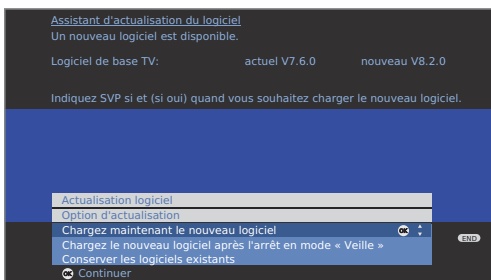 Assistant d'actualisation du logiciel
Un nouveau logiciel est disponible.
Logiciel de base TV: actuel V7.6.0 nouveau V8.2.0
Indiquez SVP si et (si oui) quand vous souhaitez charger le nouveau logiciel.
Actualisation logiciel
Option d'actualisation
Chargez maintenant le nouveau logiciel OK
END
Chargez le nouveau logiciel après l'arrêt en mode « Veille »
Conserver les logiciels existants
OK Continuer